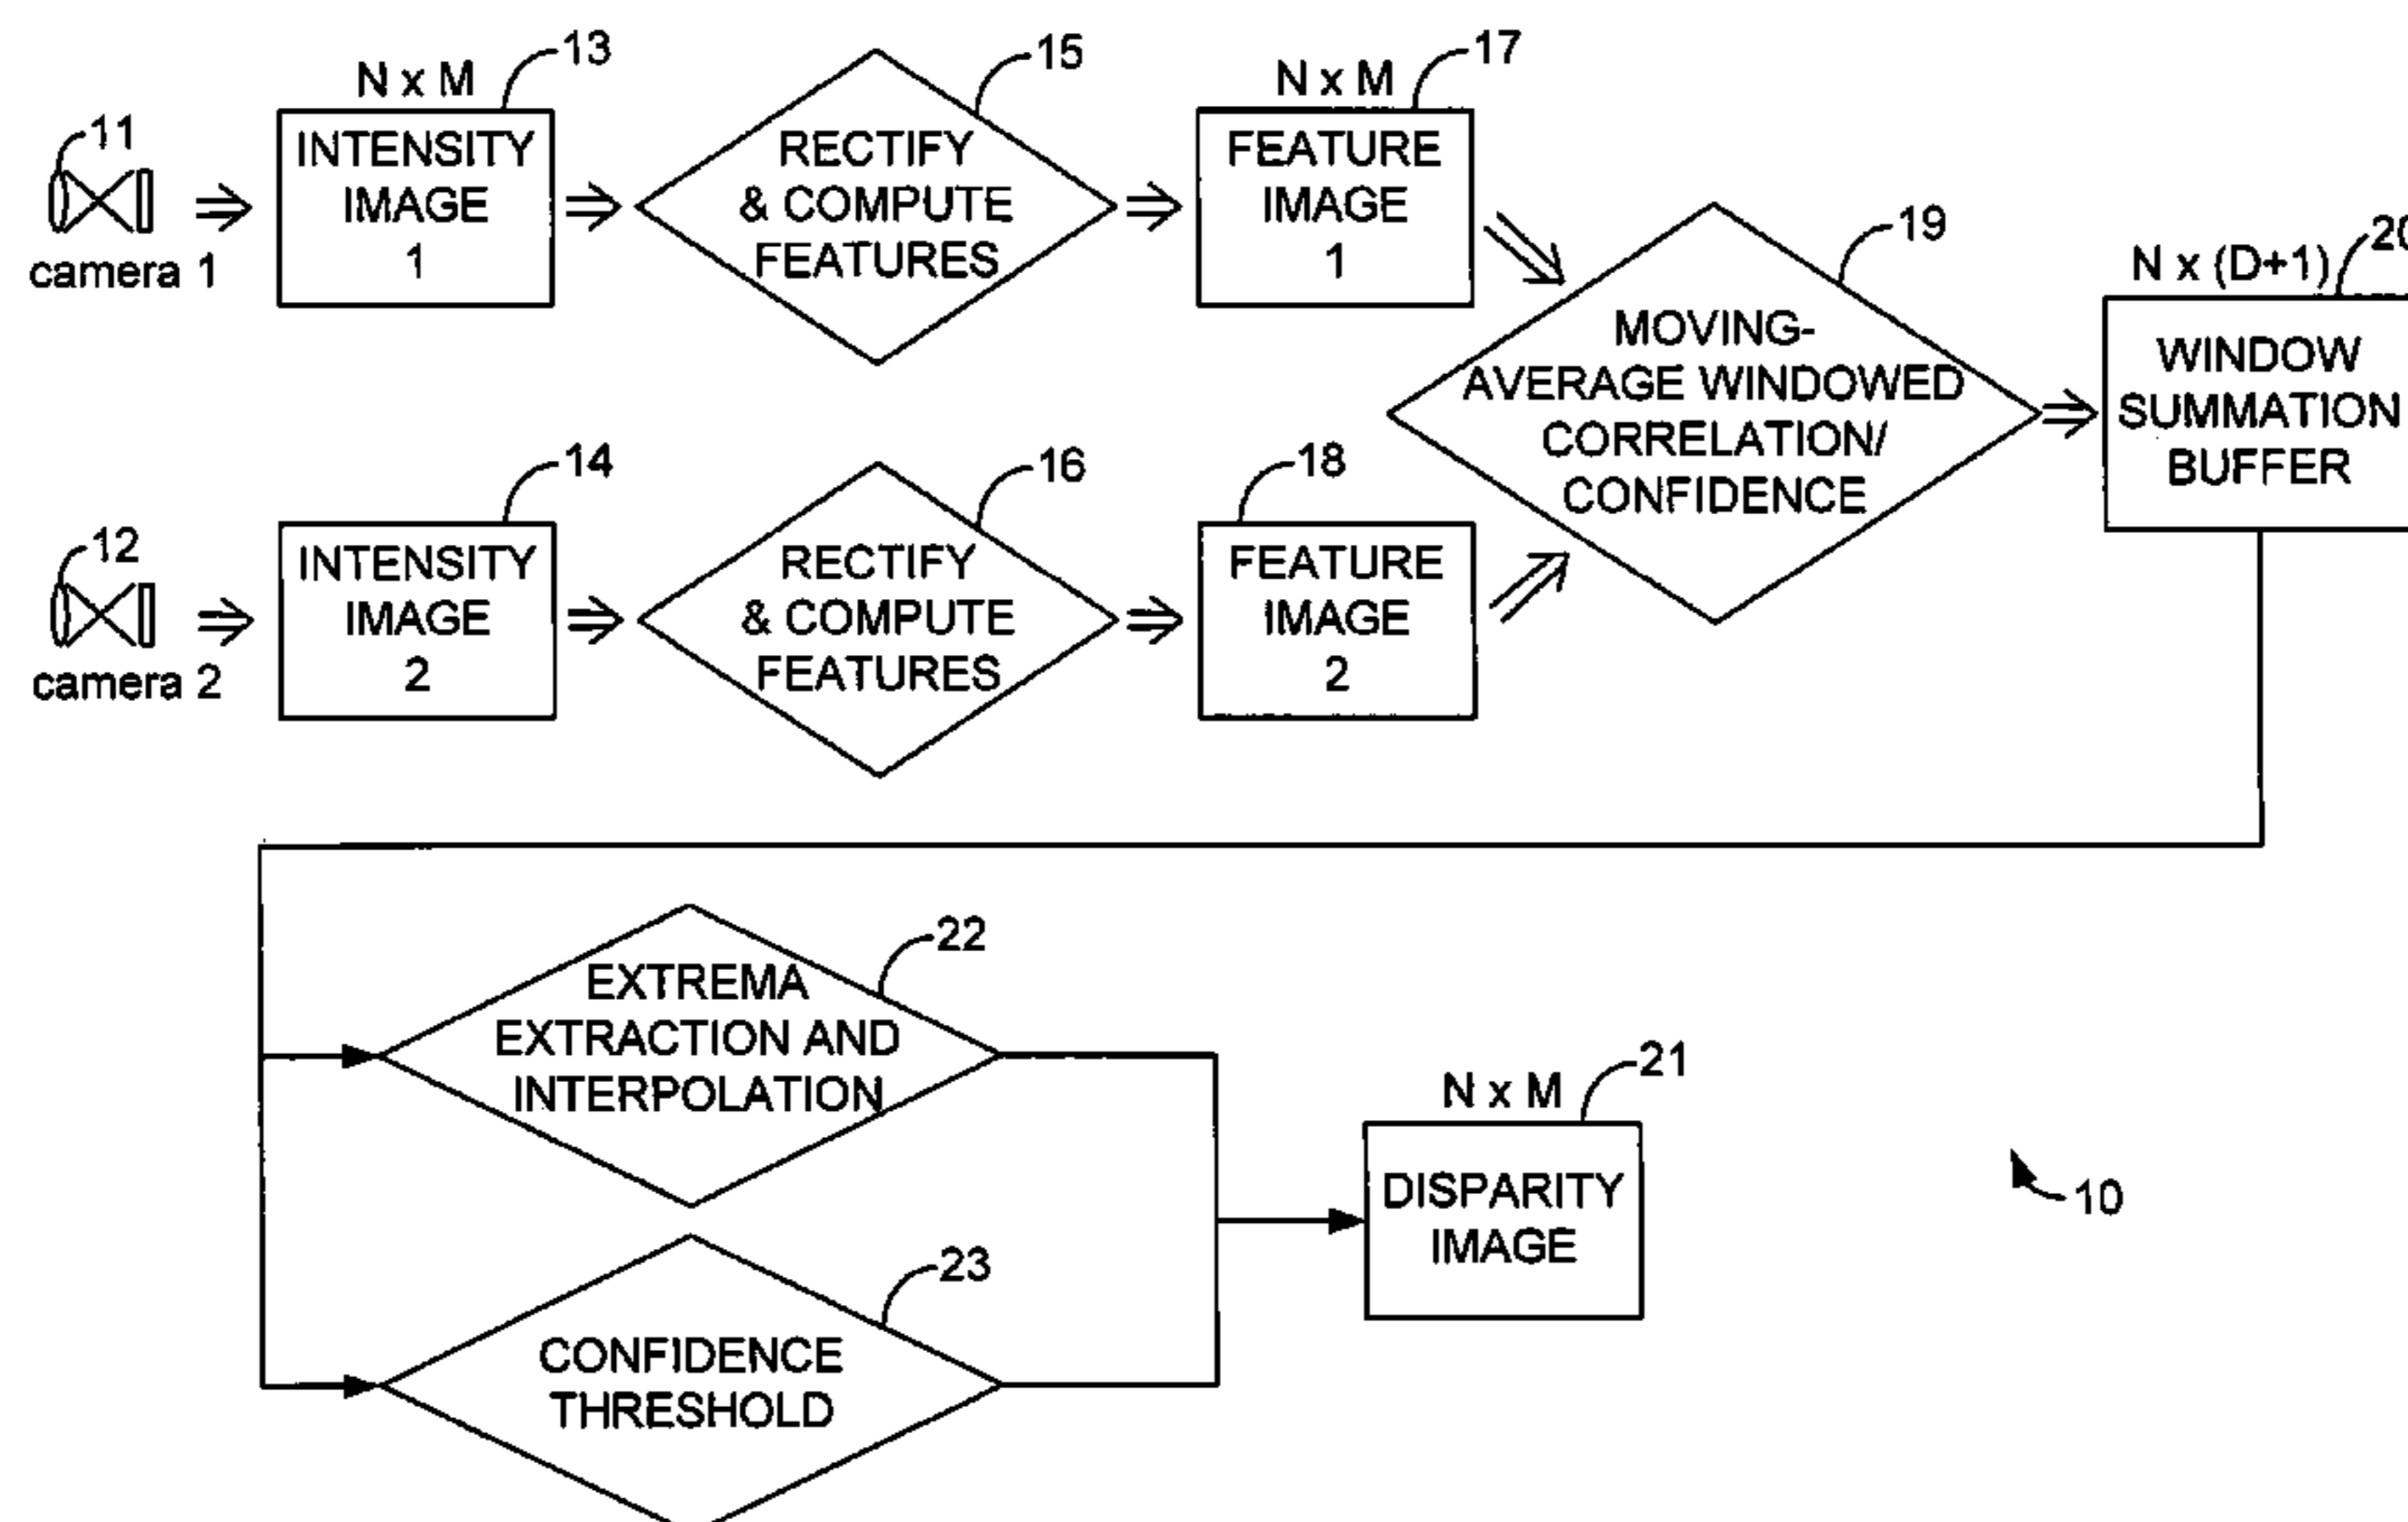 N x M
13
INTENSITY
IMAGE
1
11
camera 1
15
RECTIFY
& COMPUTE
FEATURES
N x M
17
FEATURE
IMAGE
1
19
MOVING-
AVERAGE WINDOWED
CORRELATION/
CONFIDENCE
N x (D+1)
20
WINDOW
SUMMATION
BUFFER
12
camera 2
14
INTENSITY
IMAGE
2
16
RECTIFY
& COMPUTE
FEATURES
18
FEATURE
IMAGE
2
22
EXTREMA
EXTRACTION AND
INTERPOLATION
23
CONFIDENCE
THRESHOLD
N x M
21
DISPARITY
IMAGE
10